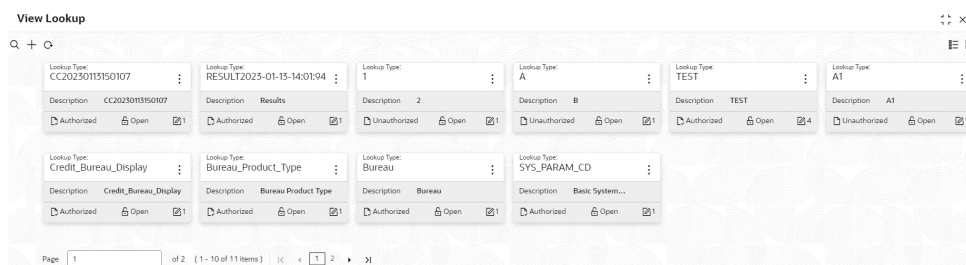 View Lookup
Lookup Type: Lookup Type: Lookup Type: Lookup Type: Lookup Type: Lookup Type:
CC20230113150107 RESULT2023-01-13-14:01:94 1 A TEST A1
Description CC20230113150107 Description Results Description 2 Description B Description TEST Description A1
Authorized Open 1 Authorized Open 1 Unauthorized Open 1 Unauthorized Open 1 Authorized Open 4 Unauthorized Open
Lookup Type: Lookup Type: Lookup Type: Lookup Type:
Credit_Bureau_Display Bureau_Product_Type Bureau SYS_PARAM_CD
Description Credit_Bureau_Display Description Bureau Product Type Description Bureau Description Basic System...
Authorized Open 1 Authorized Open 1 Authorized Open 1 Authorized Open 1
Page 1 of 2 (1 - 10 of 11 items) 1 2